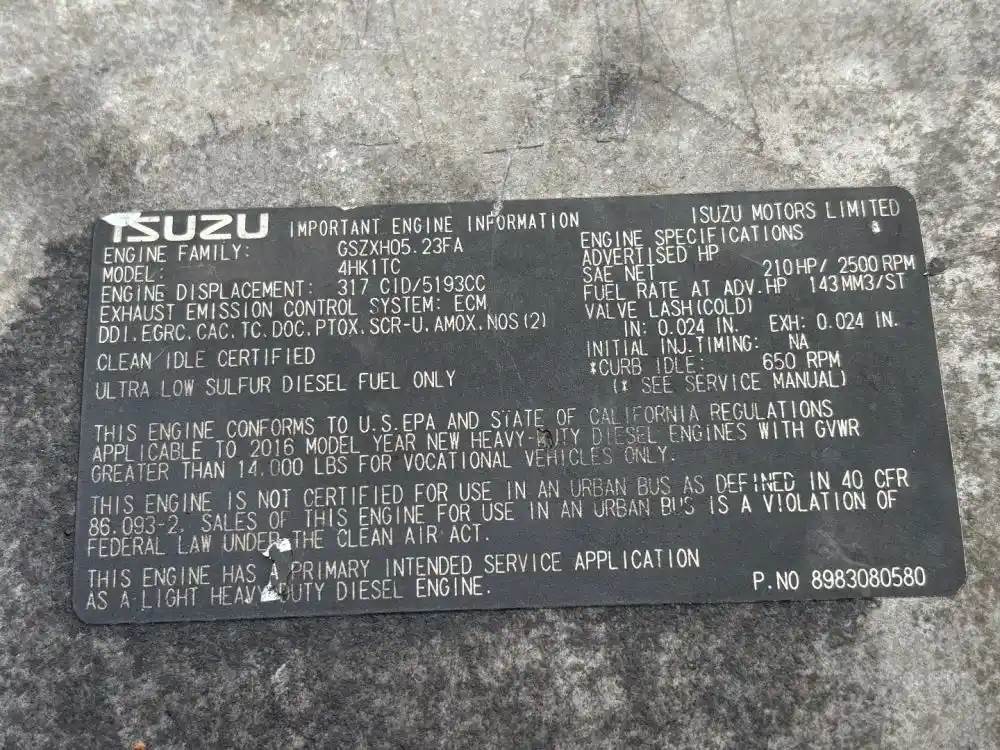 ISUZU IMPORTANT ENGINE INFORMATION ISUZU MOTORS LIMITED
ENGINE FAMILY: GSZXH05.23FA
MODEL: 4HK1TC
ENGINE DISPLACEMENT: 317 CID/5193CC
EXHAUST EMISSION CONTROL SYSTEM: ECM
DDI.EGRC.CAC.TC.DOC.PTOX.SCR-U.AMOX.NOS(2)
CLEAN IDLE CERTIFIED
ULTRA LOW SULFUR DIESEL FUEL ONLY
ENGINE SPECIFICATIONS
ADVERTISED HP
SAE NET 210HP/ 2500RPM
FUEL RATE AT ADV.HP 143MM3/ST
VALVE LASH(COLD)
IN: 0.024 IN. EXH: 0.024 IN.
INITIAL INJ.TIMING: NA
*CURB IDLE: 650 RPM
(* SEE SERVICE MANUAL)
THIS ENGINE CONFORMS TO U.S.EPA AND STATE OF CALIFORNIA REGULATIONS
APPLICABLE TO 2016 MODEL YEAR NEW HEAVY-DUTY DIESEL ENGINES WITH GVWR
GREATER THAN 14,000 LBS FOR VOCATIONAL VEHICLES ONLY.
THIS ENGINE IS NOT CERTIFIED FOR USE IN AN URBAN BUS AS DEFINED IN 40 CFR
86.093-2. SALES OF THIS ENGINE FOR USE IN AN URBAN BUS IS A VIOLATION OF
FEDERAL LAW UNDER THE CLEAN AIR ACT.
THIS ENGINE HAS A PRIMARY INTENDED SERVICE APPLICATION
AS A LIGHT HEAVY-DUTY DIESEL ENGINE.
P.NO 8983080580